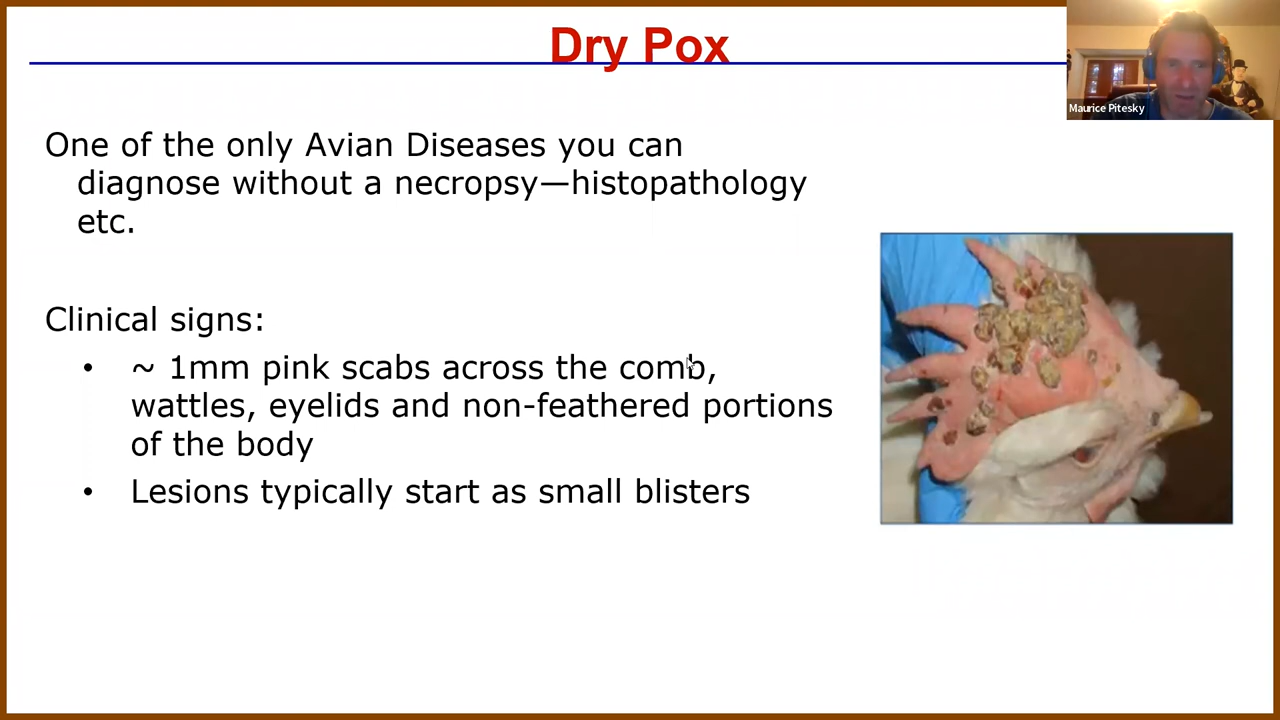 Dry Pox
Maurice Pitesky
One of the only Avian Diseases you can
diagnose without a necropsy—histopathology
etc.
Clinical signs:
• ~ 1mm pink scabs across the comb,
wattles, eyelids and non-feathered portions
of the body
• Lesions typically start as small blisters